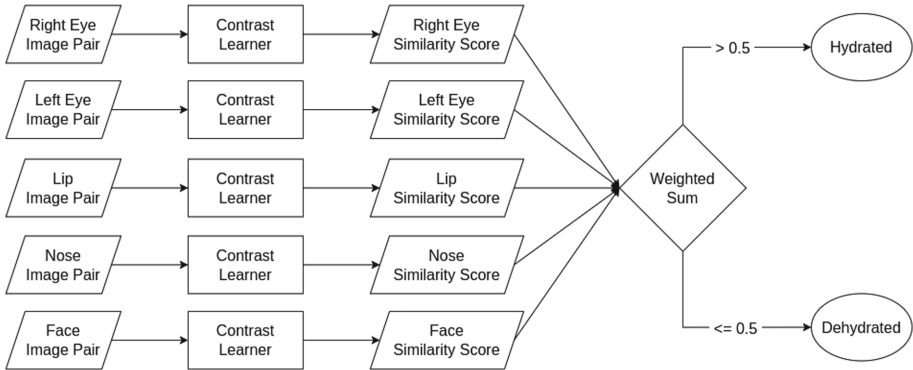 Right Eye
Image Pair
Contrast
Learner
Right Eye
Similarity Score
Left Eye
Image Pair
Contrast
Learner
Left Eye
Similarity Score
Lip
Image Pair
Contrast
Learner
Lip
Similarity Score
Nose
Image Pair
Contrast
Learner
Nose
Similarity Score
Face
Image Pair
Contrast
Learner
Face
Similarity Score
Weighted
Sum
> 0.5
Hydrated
<= 0.5
Dehydrated